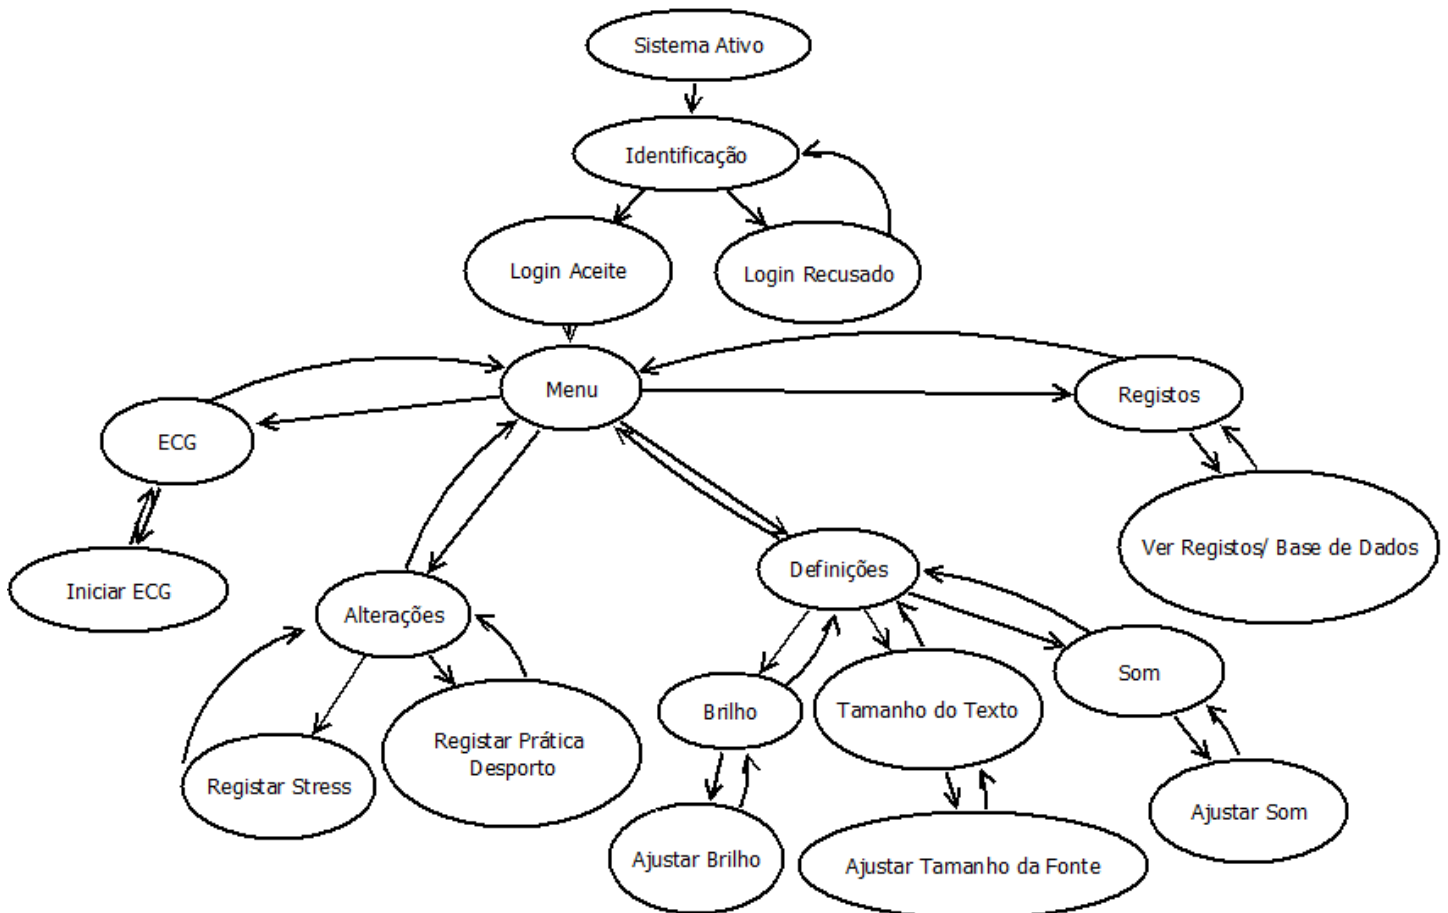 Sistema Ativo
Identificação
Login Aceite
Login Recusado
Menu
Registos
ECG
Ver Registos/ Base de Dados
Definições
Iniciar ECG
Alterações
Som
Brilho
Tamanho do Texto
Registar Prática
Desporto
Registar Stress
Ajustar Som
Ajustar Brilho
Ajustar Tamanho da Fonte